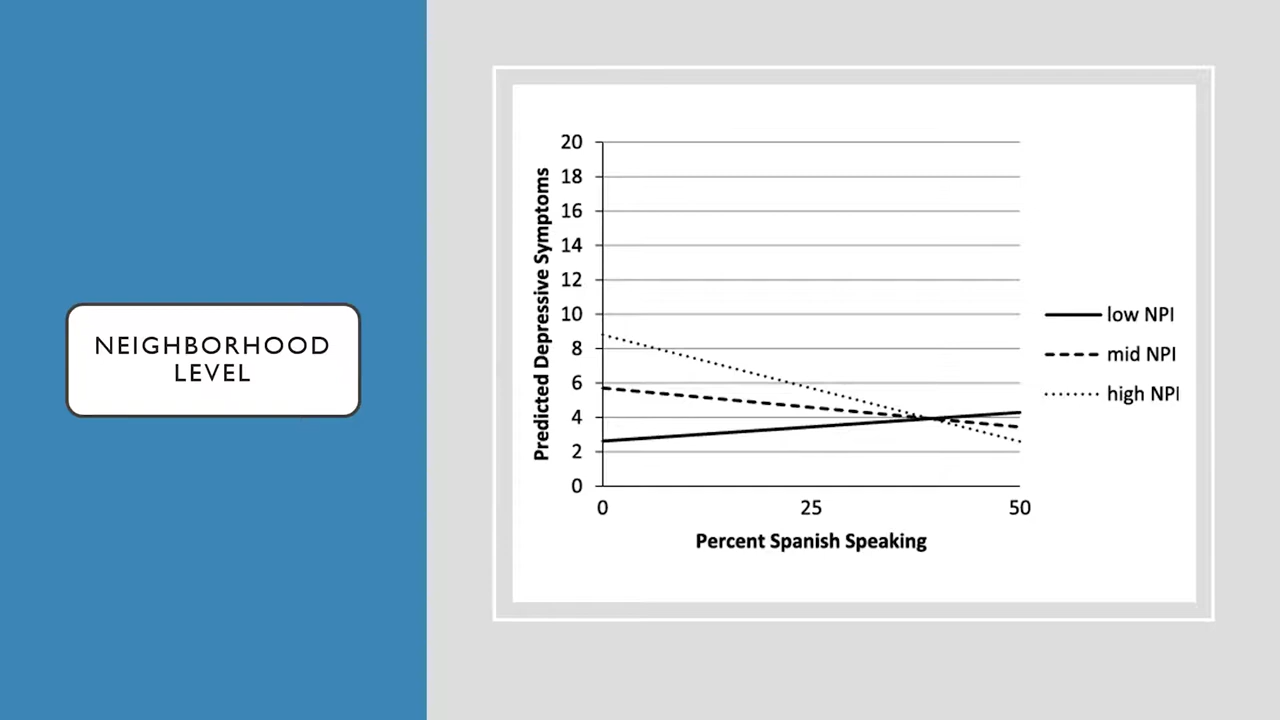 NEIGHBORHOOD
LEVEL
Predicted Depressive Symptoms
20
18
16
14
12
10
8
6
4
2
0
0 25 50
Percent Spanish Speaking
low NPI
mid NPI
high NPI